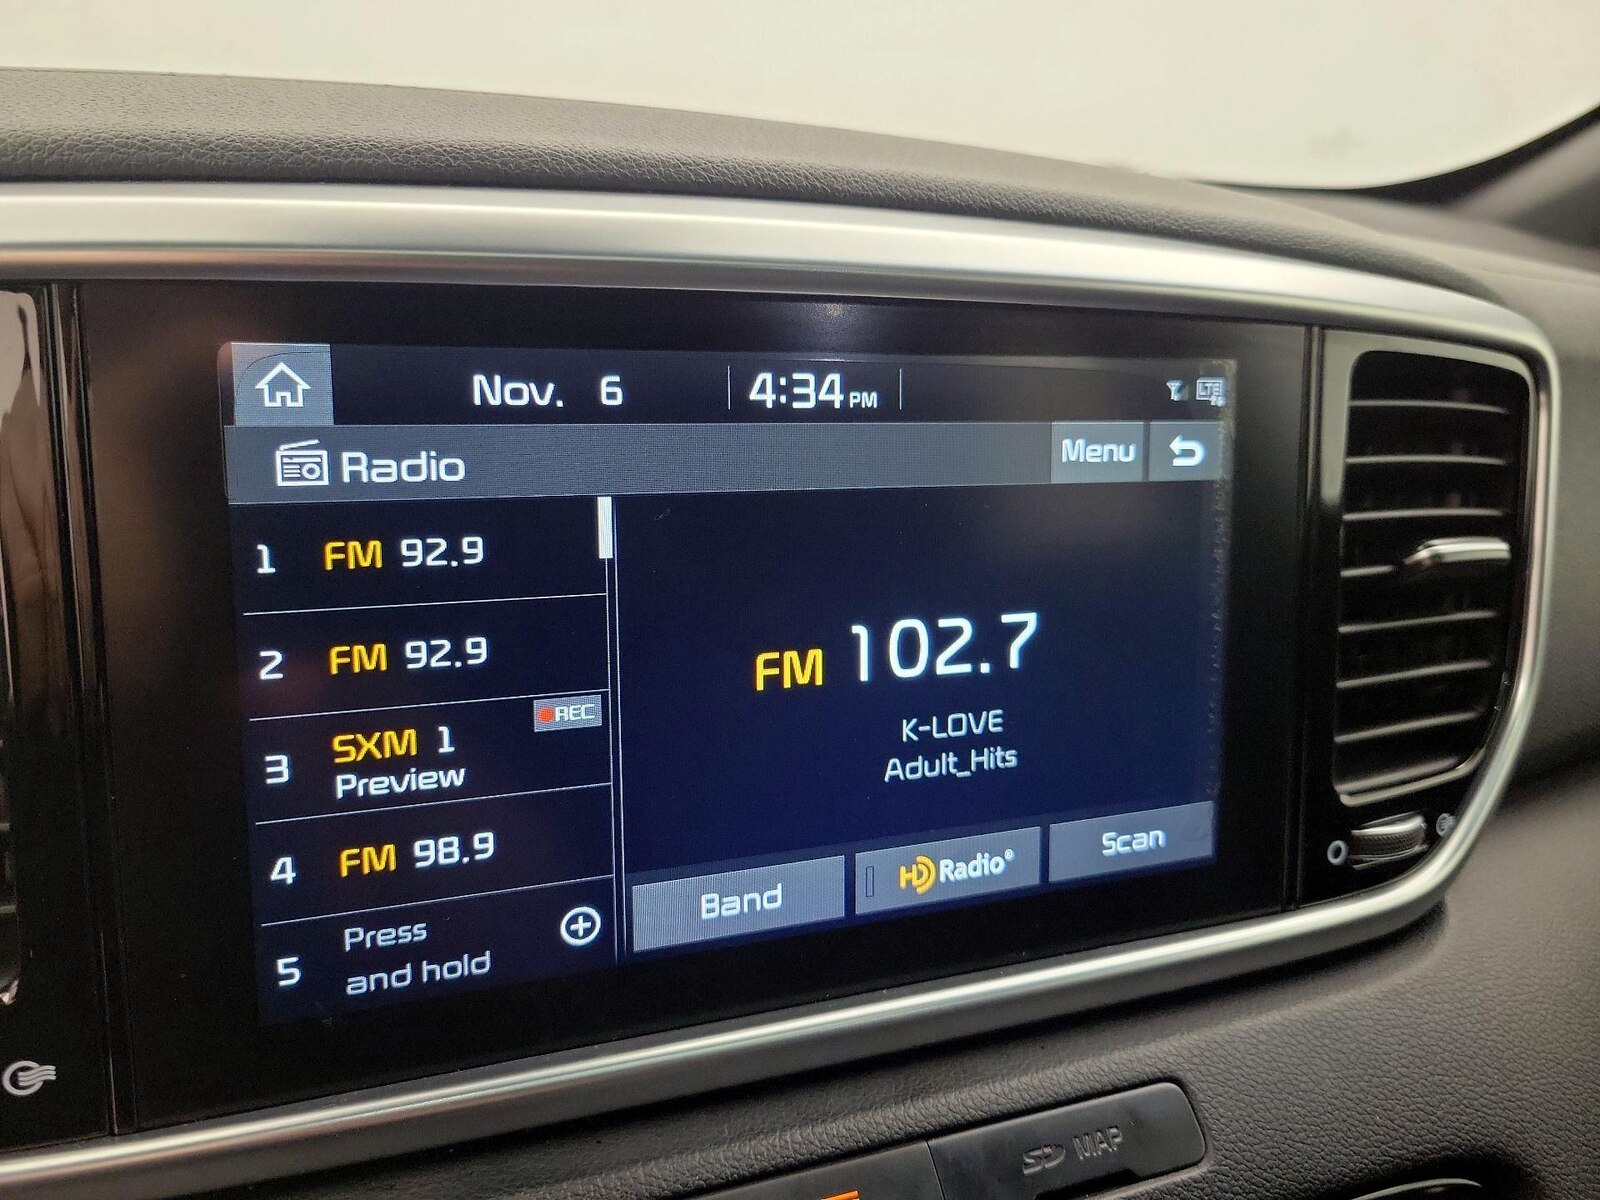 Nov. 6 4:34 PM LTE
Radio Menu
1 FM 92.9
2 FM 92.9
REC
3 SXM 1
Preview
4 FM 98.9
5 Press
and hold
FM 102.7
K-LOVE
Adult_Hits
Band HD Radio® Scan
SD MAP